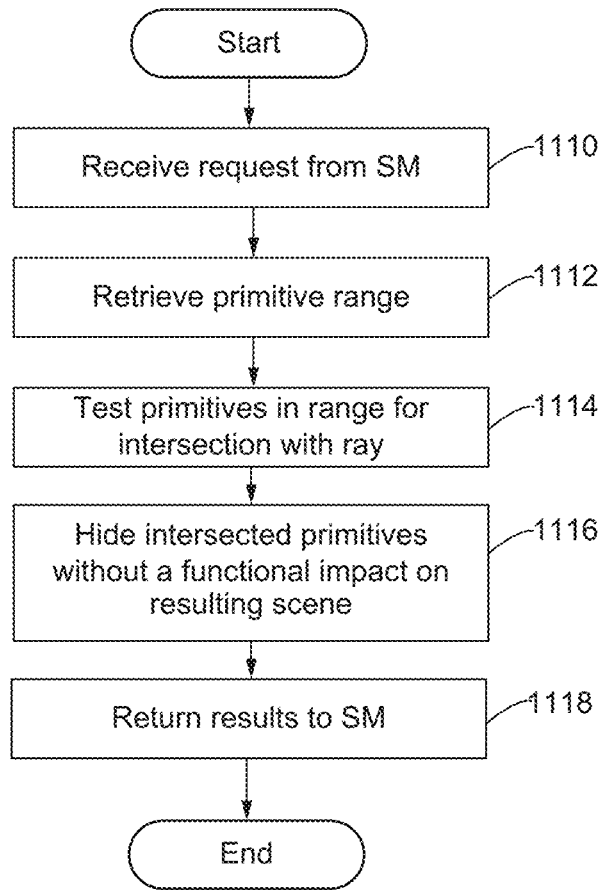 Start
Receive request from SM
1110
Retrieve primitive range
1112
Test primitives in range for
intersection with ray
1114
Hide intersected primitives
without a functional impact on
resulting scene
1116
Return results to SM
1118
End